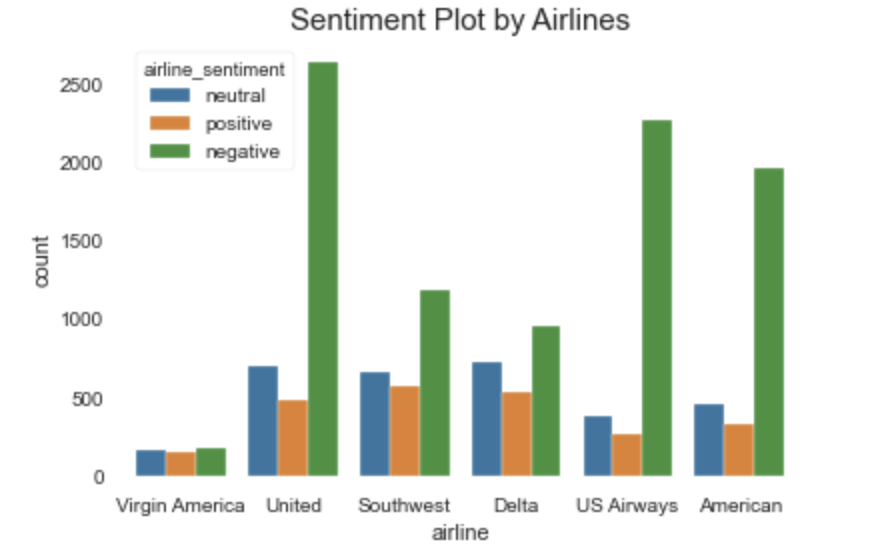 Sentiment Plot by Airlines
airline_sentiment
neutral
positive
negative
count
2500
2000
1500
1000
500
0
Virgin America United Southwest Delta US Airways American
airline